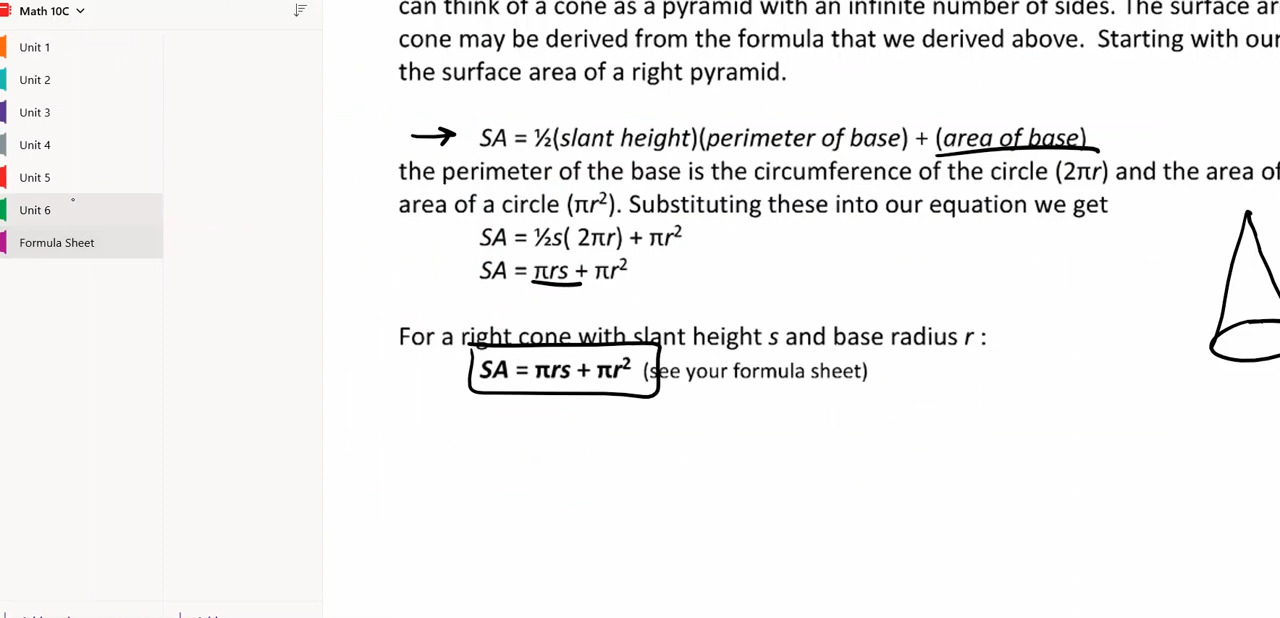 Math 10C
Unit 1
Unit 2
Unit 3
Unit 4
Unit 5
Unit 6
Formula Sheet
can think of a cone as a pyramid with an infinite number of sides. The surface
cone may be derived from the formula that we derived above. Starting with our
the surface area of a right pyramid.
SA = ½(slant height)(perimeter of base) + (area of base)
the perimeter of the base is the circumference of the circle (2πr) and the area of
area of a circle (πr²). Substituting these into our equation we get
SA = ½s( 2πr) + πr²
SA = πrs + πr²
For a right cone with slant height s and base radius r :
SA = πrs + πr² (see your formula sheet)